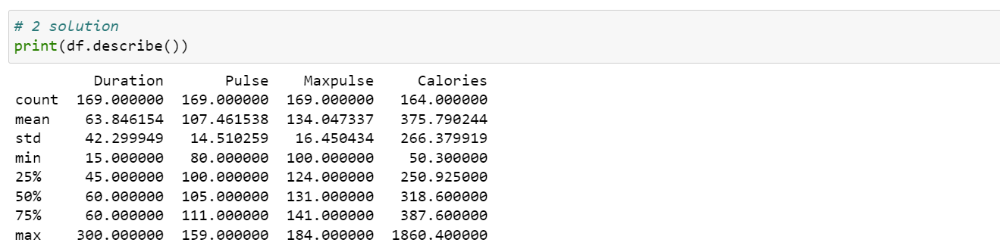 # 2 solution
print(df.describe())
Duration Pulse Maxpulse Calories
count 169.000000 169.000000 169.000000 164.000000
mean 63.846154 107.461538 134.047337 375.790244
std 42.299949 14.510259 16.450434 266.379919
min 15.000000 80.000000 100.000000 50.300000
25% 45.000000 100.000000 124.000000 250.925000
50% 60.000000 105.000000 131.000000 318.600000
75% 60.000000 111.000000 141.000000 387.600000
max 300.000000 159.000000 184.000000 1860.400000